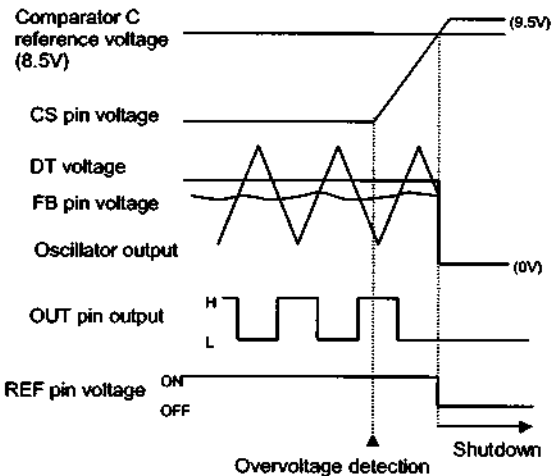 Comparator C
reference voltage
(8.5V)
(9.5V)
CS pin voltage
DT voltage
FB pin voltage
Oscillator output
(0V)
OUT pin output
H
L
REF pin voltage
ON
OFF
Shutdown
Overvoltage detection